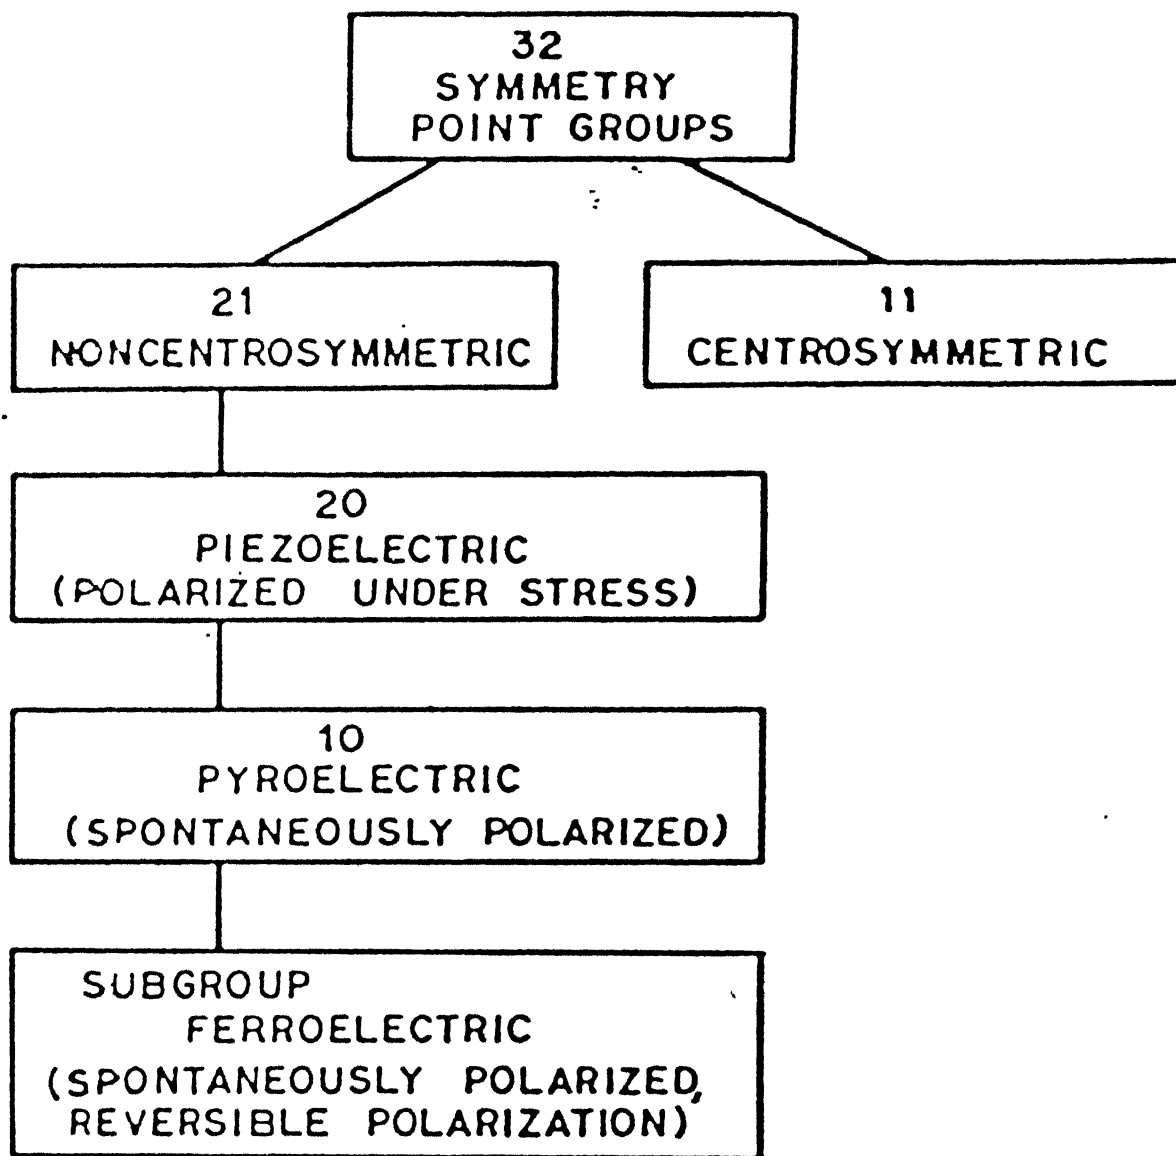 32
SYMMETRY
POINT GROUPS
21
NONCENTROSYMMETRIC
11
CENTROSYMMETRIC
20
PIEZOELECTRIC
(POLARIZED UNDER STRESS)
10
PYROELECTRIC
(SPONTANEOUSLY POLARIZED)
SUBGROUP
FERROELECTRIC
(SPONTANEOUSLY POLARIZED,
REVERSIBLE POLARIZATION)